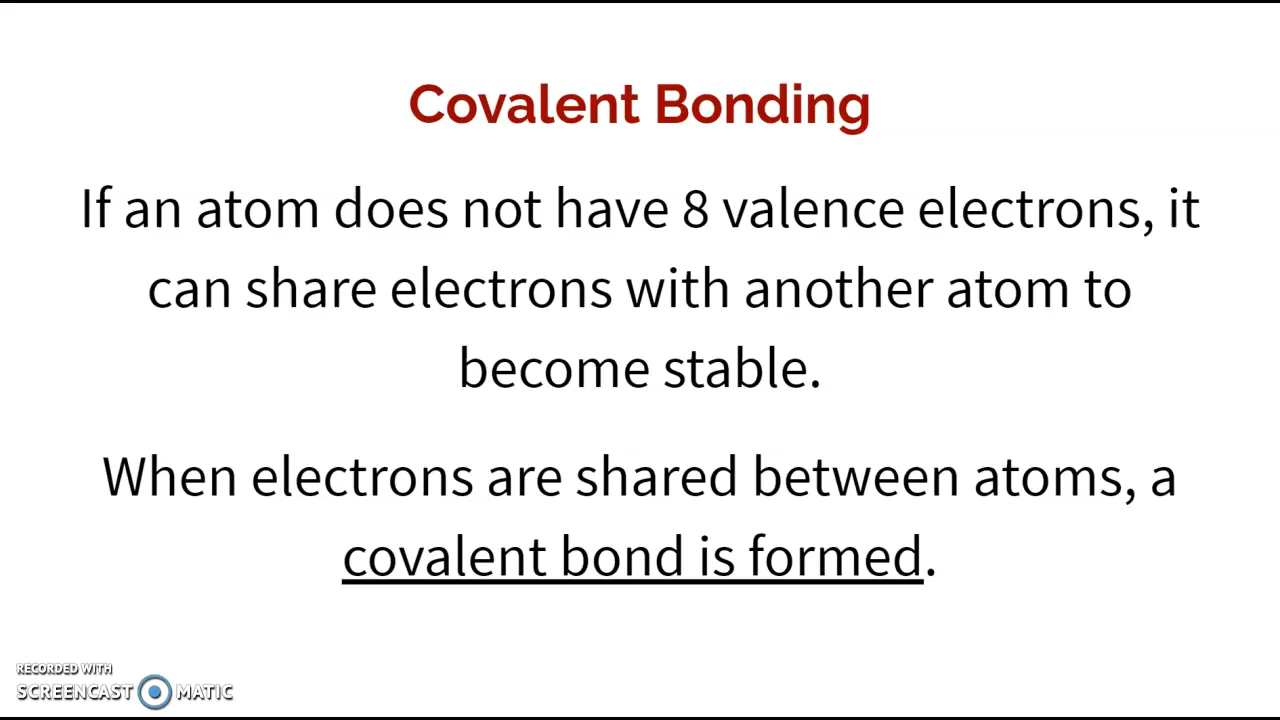 Covalent Bonding
If an atom does not have 8 valence electrons, it
can share electrons with another atom to
become stable.
When electrons are shared between atoms, a
covalent bond is formed.
RECORDED WITH
SCREENCAST MATIC